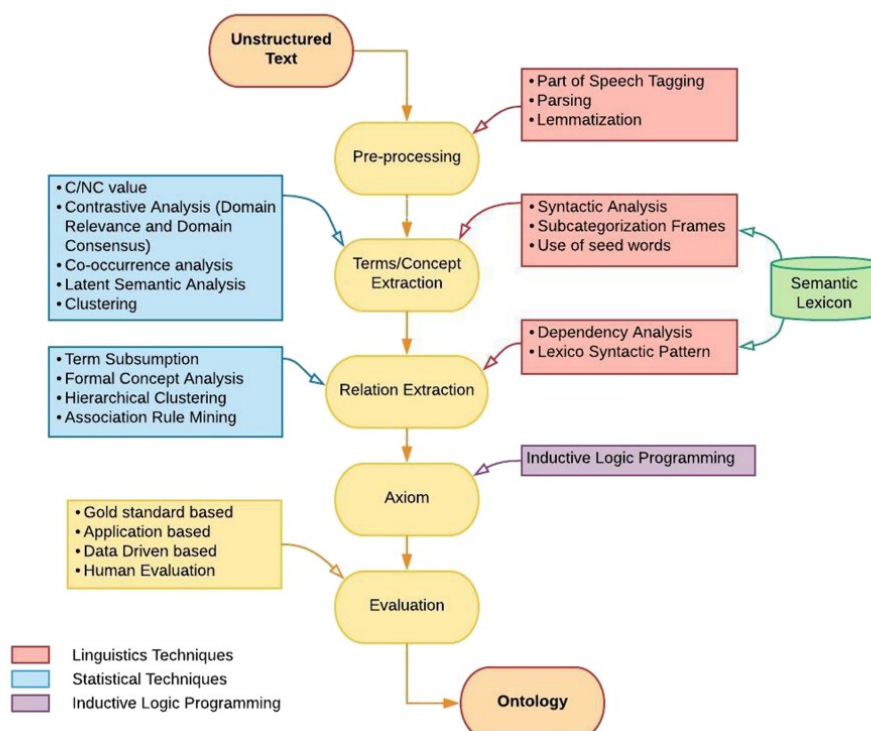 Unstructured
Text
• Part of Speech Tagging
• Parsing
• Lemmatization
Pre-processing
• C/NC value
• Contrastive Analysis (Domain
Relevance and Domain
Consensus)
• Co-occurrence analysis
• Latent Semantic Analysis
• Clustering
• Syntactic Analysis
• Subcategorization Frames
• Use of seed words
Terms/Concept
Extraction
Semantic
Lexicon
• Term Subsumption
• Formal Concept Analysis
• Hierarchical Clustering
• Association Rule Mining
• Dependency Analysis
• Lexico Syntactic Pattern
Relation Extraction
Inductive Logic Programming
Axiom
• Gold standard based
• Application based
• Data Driven based
• Human Evaluation
Evaluation
Linguistics Techniques
Statistical Techniques
Inductive Logic Programming
Ontology